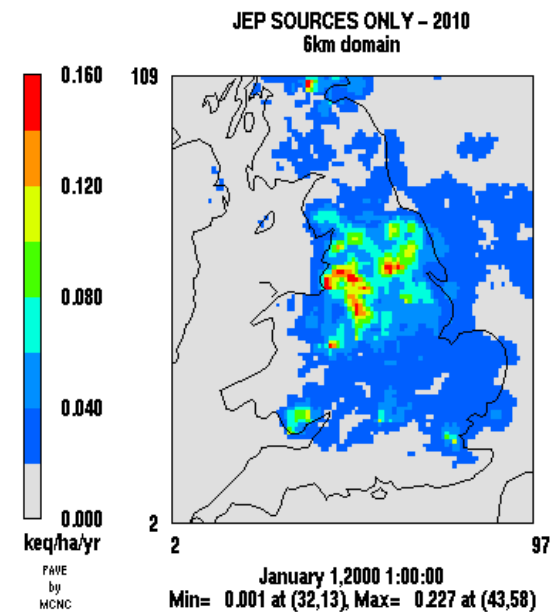 JEP SOURCES ONLY – 2010
6km domain
0.160
0.120
0.080
0.040
0.000
keq/ha/yr
PAVE
by
MCNC
109
2
2
97
January 1,2000 1:00:00
Min= 0.001 at (32,13), Max= 0.227 at (43,58)